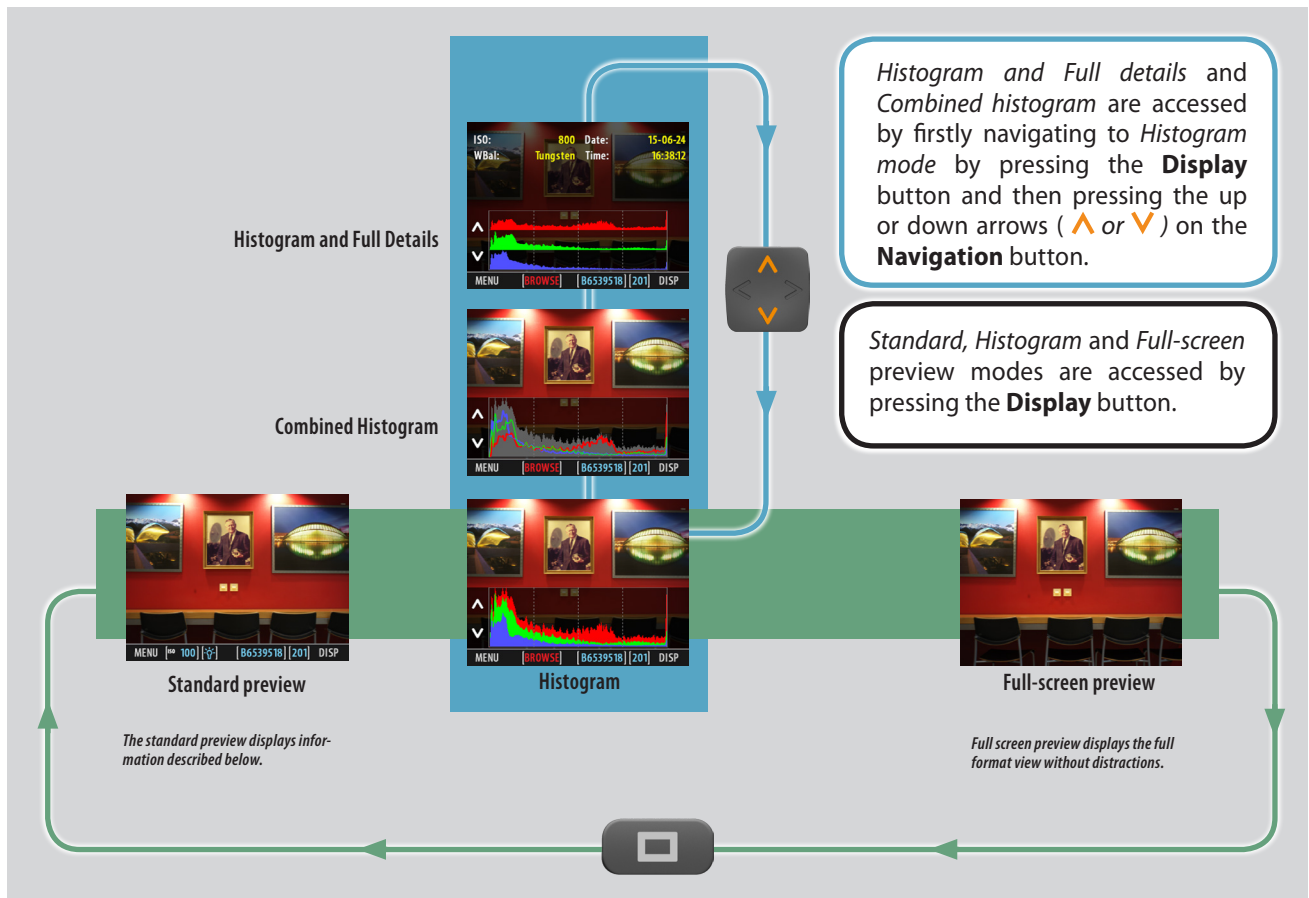 Histogram and Full details and
Combined histogram are accessed
by firstly navigating to Histogram
mode by pressing the Display
button and then pressing the up
or down arrows ( ∧ or ∨ ) on the
Navigation button.
ISO: 800 Date: 15-06-24
WBal: Tungsten Time: 16:38:12
Histogram and Full Details
MENU [BROWSE] [B6539518][201] DISP
Standard, Histogram and Full-screen
preview modes are accessed by
pressing the Display button.
Combined Histogram
MENU [BROWSE] [B6539518][201] DISP
MENU [ISO 100][ ] [B6539518][201] DISP
MENU [BROWSE] [B6539518][201] DISP
Standard preview
Histogram
Full-screen preview
The standard preview displays infor-
mation described below.
Full screen preview displays the full
format view without distractions.